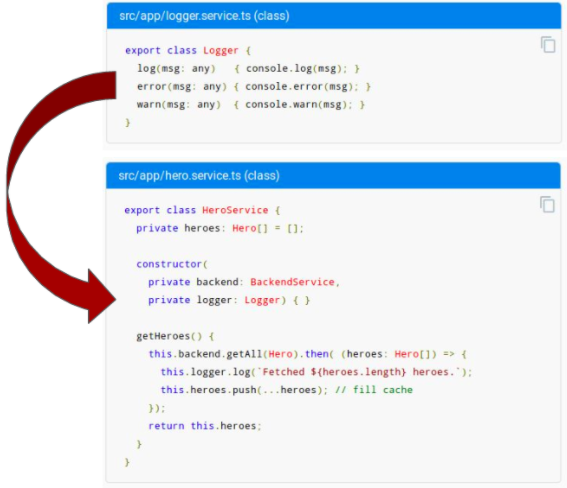 src/app/logger.service.ts (class)
export class Logger {
  log(msg: any)   { console.log(msg); }
  error(msg: any) { console.error(msg); }
  warn(msg: any)  { console.warn(msg); }
}
src/app/hero.service.ts (class)
export class HeroService {
  private heroes: Hero[] = [];
  constructor(
    private backend: BackendService,
    private logger: Logger) { }
  getHeroes() {
    this.backend.getAll(Hero).then( (heroes: Hero[]) => {
      this.logger.log(`Fetched ${heroes.length} heroes.`);
      this.heroes.push(...heroes); // fill cache
    });
    return this.heroes;
  }
}